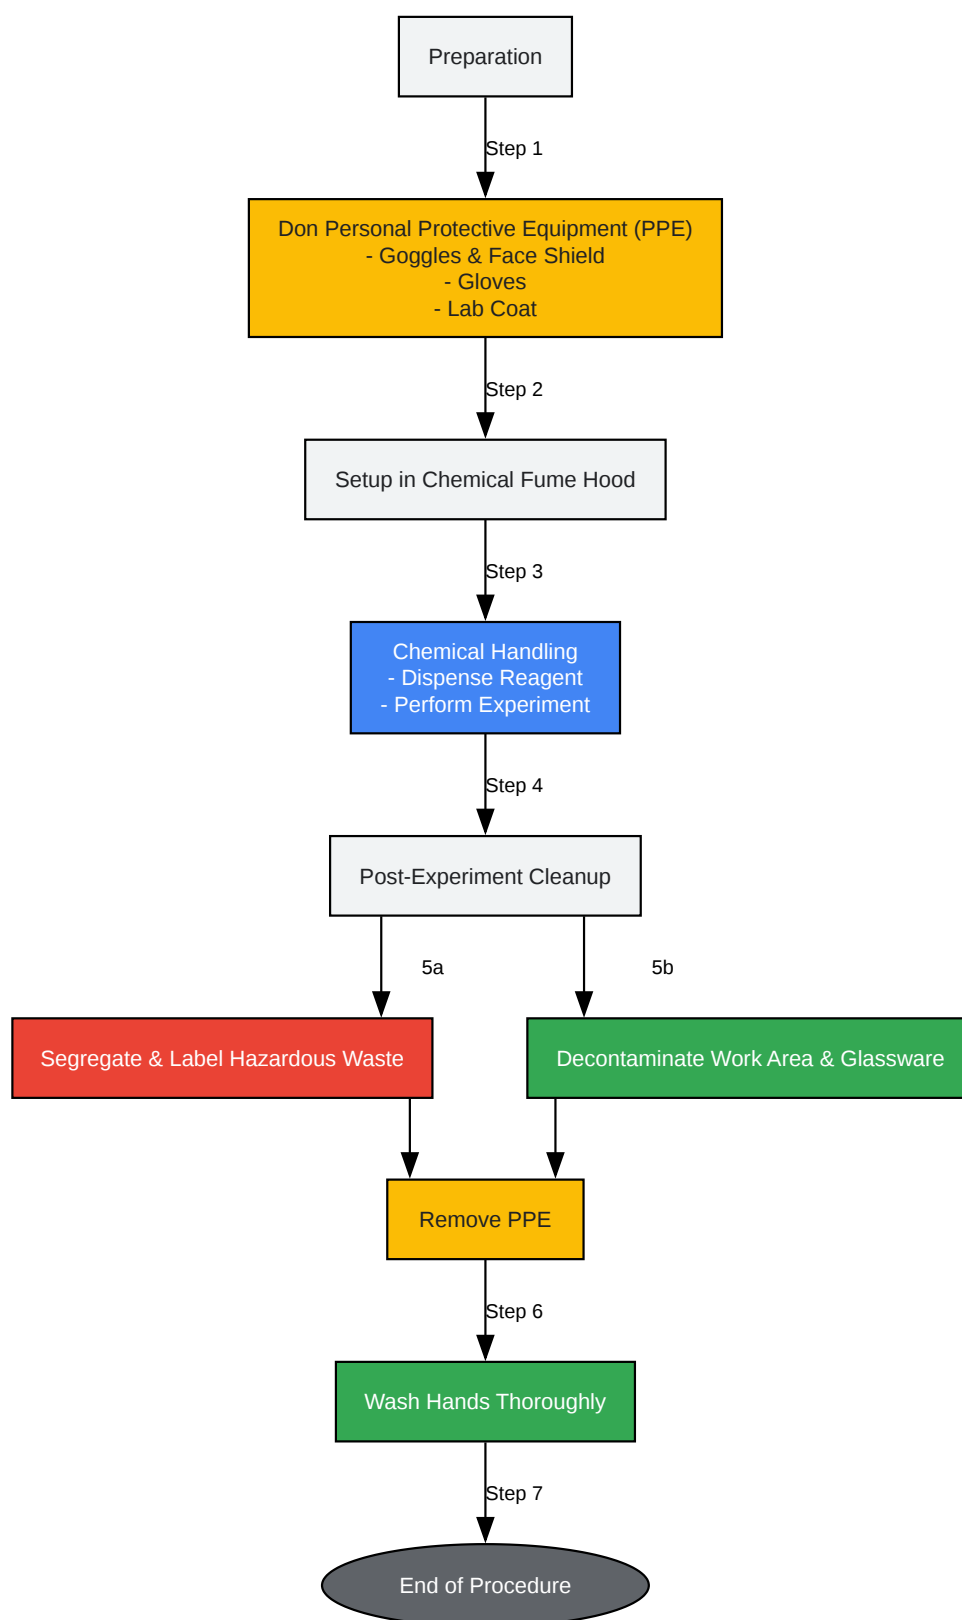 Preparation
Step 1
Don Personal Protective Equipment (PPE)
- Goggles & Face Shield
- Gloves
- Lab Coat
Step 2
Setup in Chemical Fume Hood
Step 3
Chemical Handling
- Dispense Reagent
- Perform Experiment
Step 4
Post-Experiment Cleanup
5a
5b
Segregate & Label Hazardous Waste
Decontaminate Work Area & Glassware
Remove PPE
Step 6
Wash Hands Thoroughly
Step 7
End of Procedure